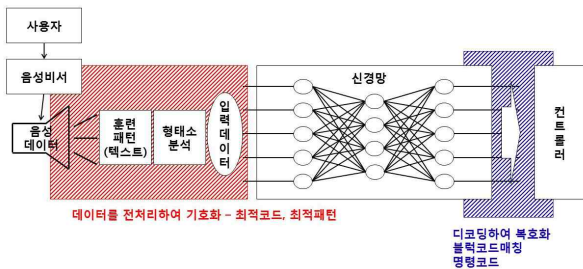 사용자
음성비서
음성
데이터
훈련
패턴
(텍스트)
형태소
분석
입
력
데
이
터
신경망
컨
트
롤
러
데이터를 전처리하여 기호화 – 최적코드, 최적패턴
디코딩하여 복호화
블럭코드매칭
명령코드